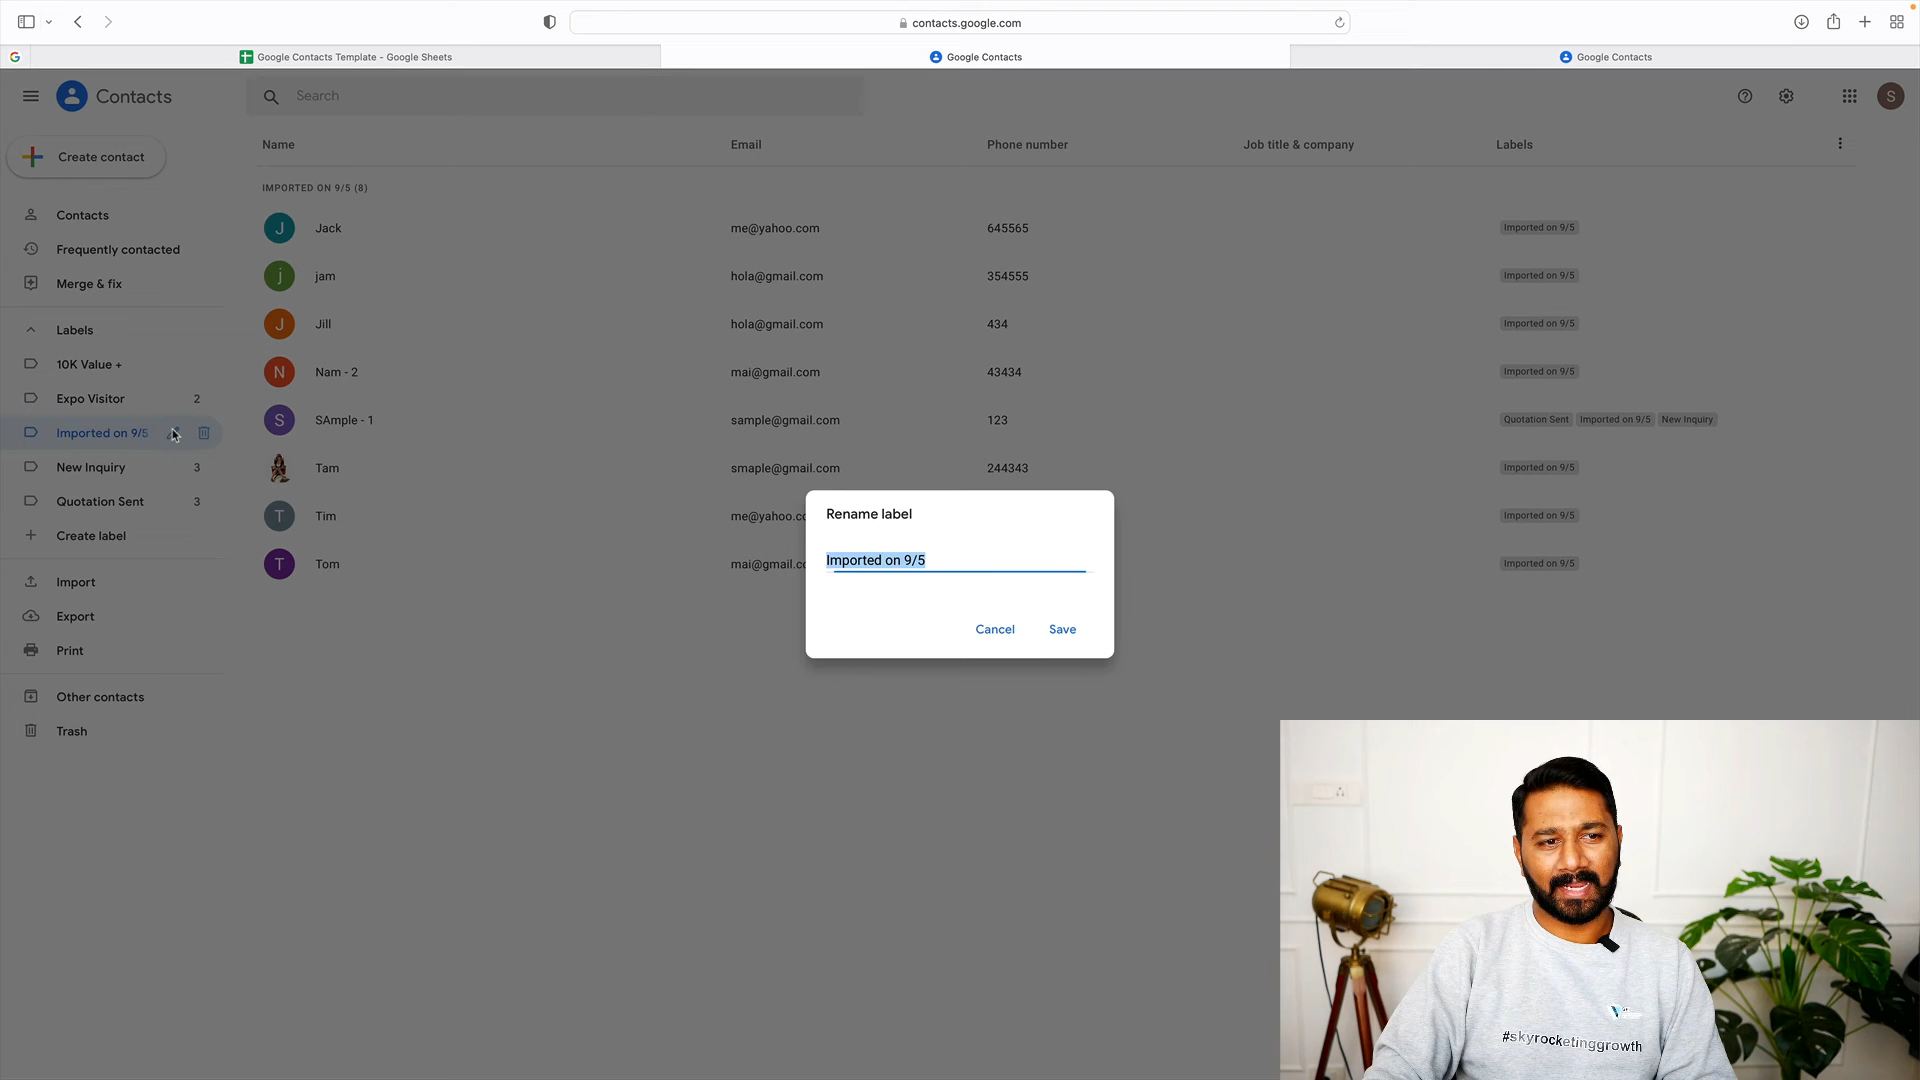 contacts.google.com
G
Google Contacts Template - Google Sheets
Google Contacts
Google Contacts
Contacts
Search
S
Create contact
Name
Email
Phone number
Job title & company
Labels
IMPORTED ON 9/5 (8)
Contacts
Frequently contacted
Merge & fix
Labels
10K Value +
Expo Visitor 2
Imported on 9/5
New Inquiry 3
Quotation Sent 3
Create label
Import
Export
Print
Other contacts
Trash
J Jack me@yahoo.com 645565 Imported on 9/5
j jam hola@gmail.com 354555 Imported on 9/5
J Jill hola@gmail.com 434 Imported on 9/5
N Nam - 2 mai@gmail.com 43434 Imported on 9/5
S SAmple - 1 sample@gmail.com 123 Quotation Sent Imported on 9/5 New Inquiry
Tam smaple@gmail.com 244343 Imported on 9/5
T Tim me@yahoo.co Imported on 9/5
T Tom mai@gmail.co Imported on 9/5
Rename label
Imported on 9/5
Cancel Save
#skyrocketinggrowth